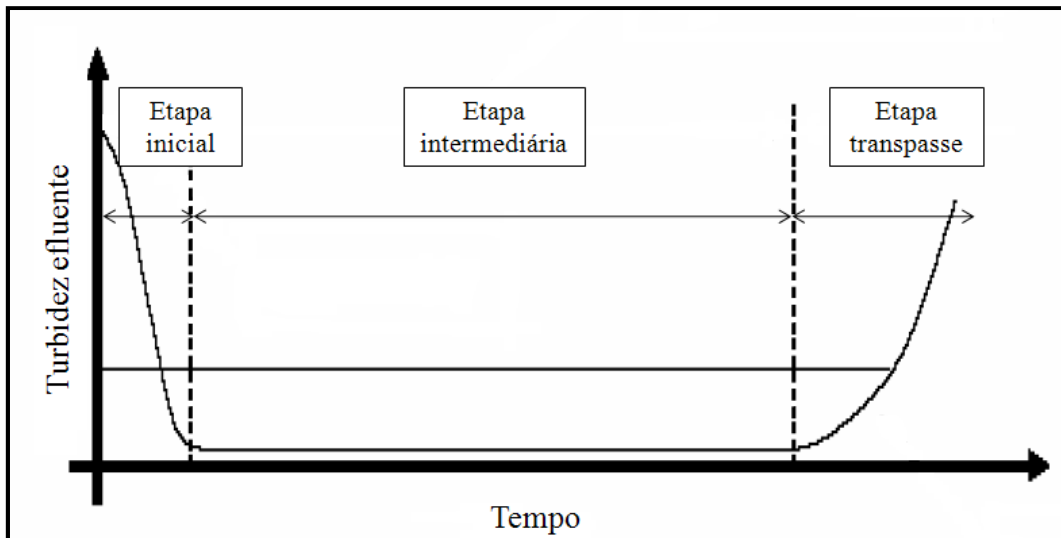 Etapa
inicial
Etapa
intermediária
Etapa
transpasse
Turbidez efluente
Tempo